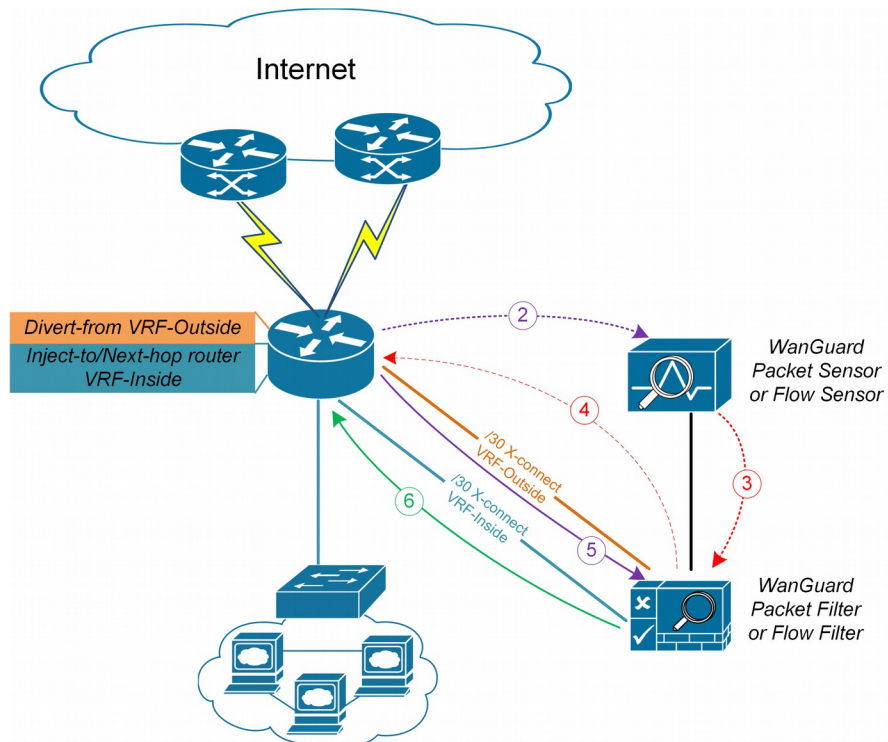 Internet
Divert-from VRF-Outside
Inject-to/Next-hop router
VRF-Inside
2
WanGuard
Packet Sensor
or Flow Sensor
4
3
/30 X-connect
VRF-Outside
/30 X-connect
VRF-Inside
6
5
WanGuard
Packet Filter
or Flow Filter